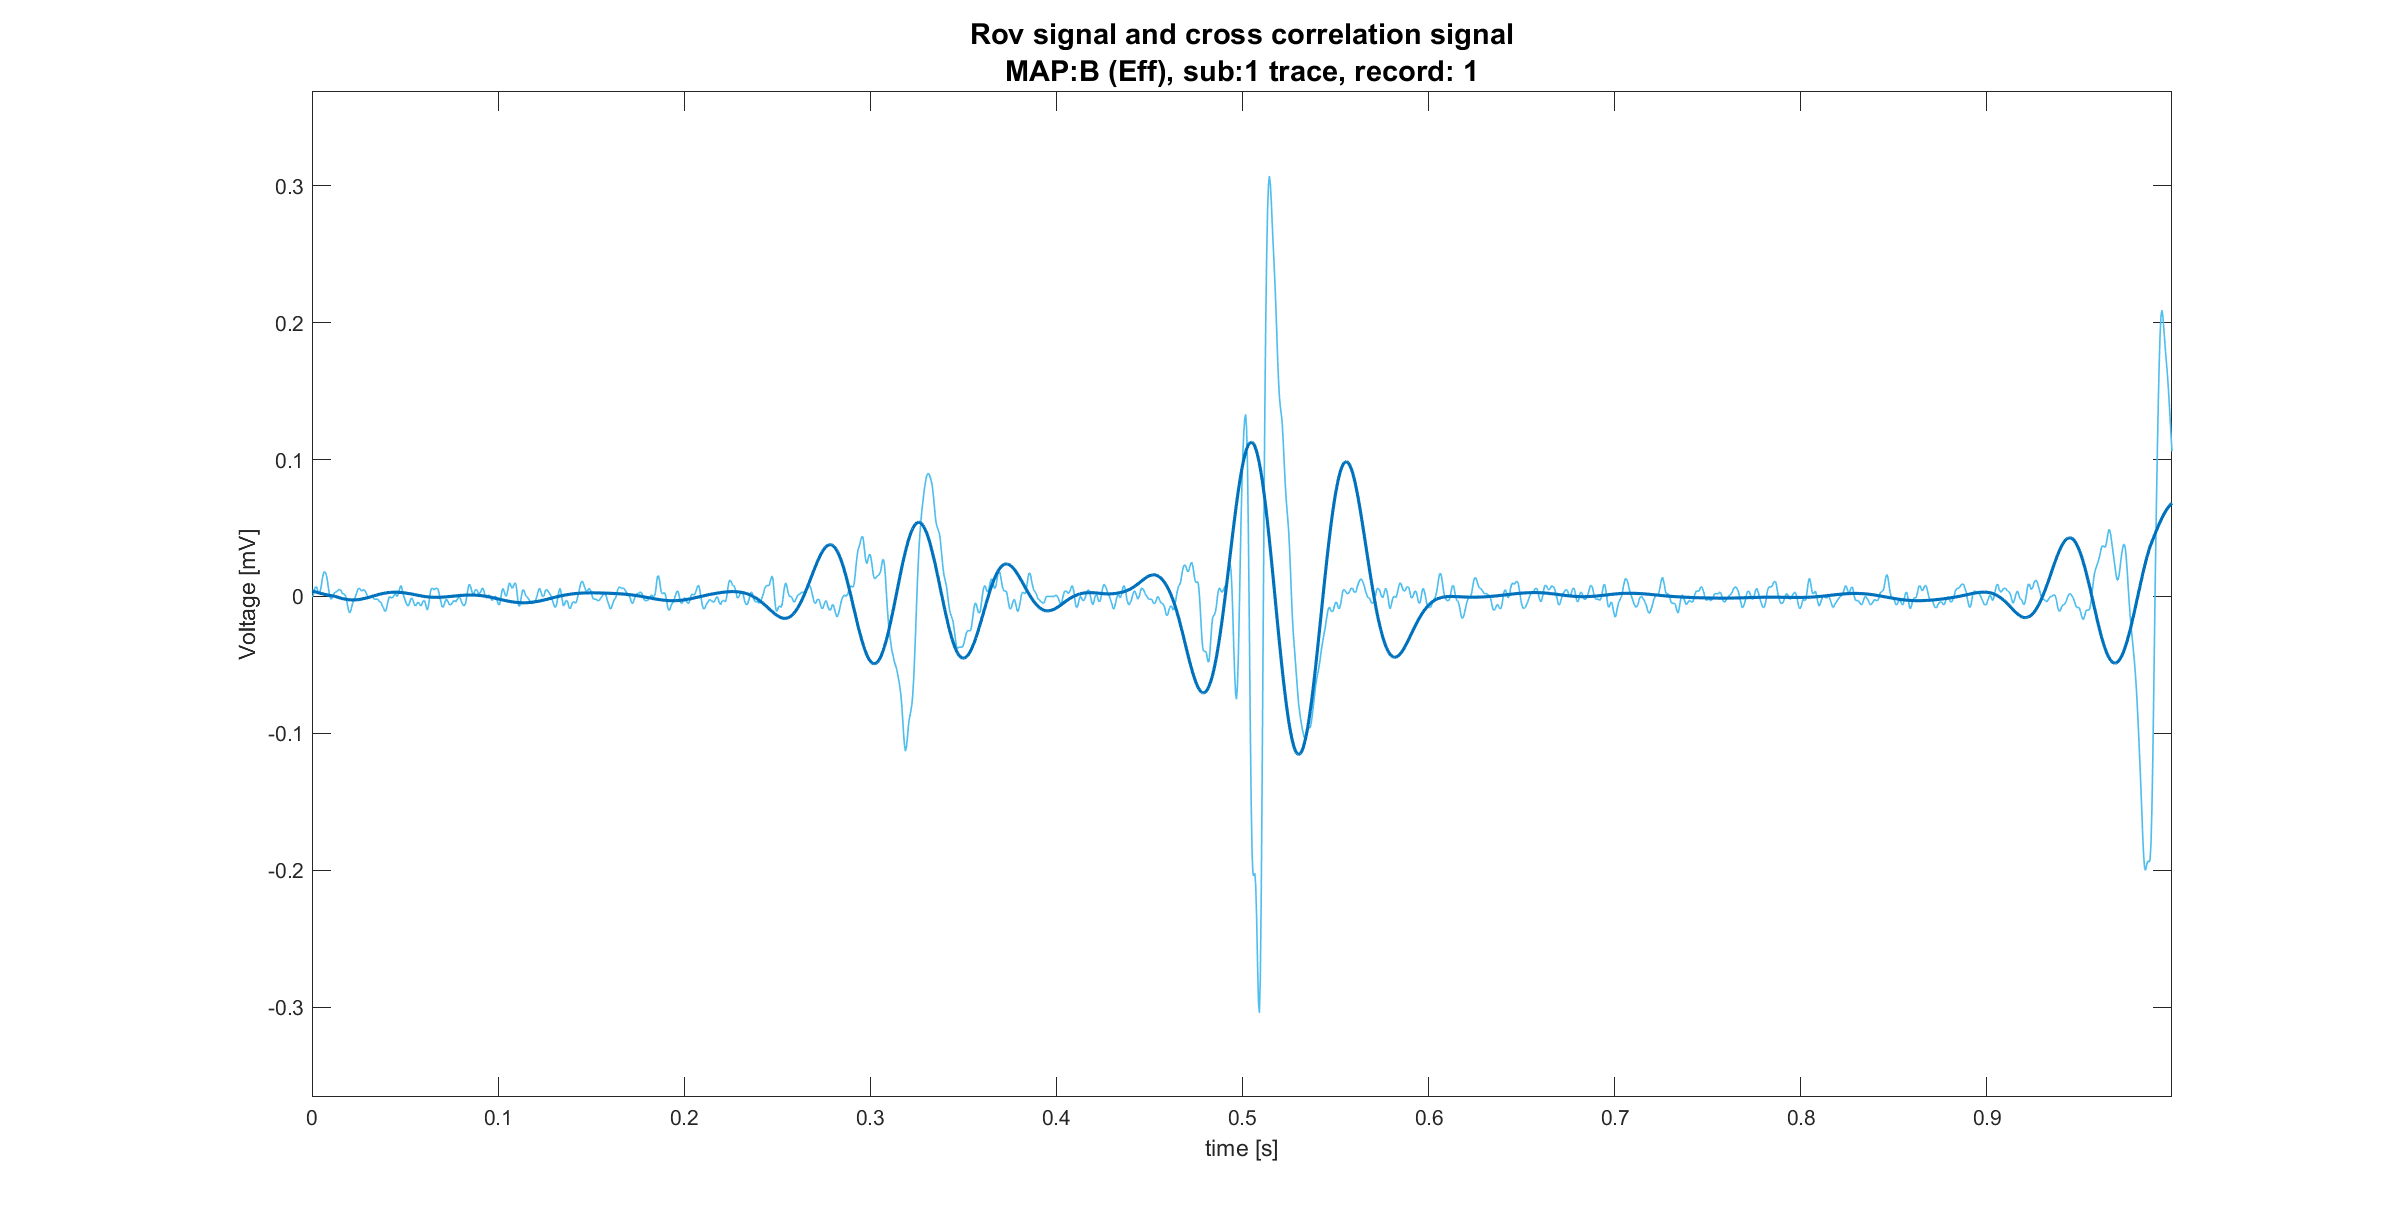 Rov signal and cross correlation signal
MAP:B (Eff), sub:1 trace, record: 1
Voltage [mV]
0.3
0.2
0.1
0
-0.1
-0.2
-0.3
0 0.1 0.2 0.3 0.4 0.5 0.6 0.7 0.8 0.9
time [s]